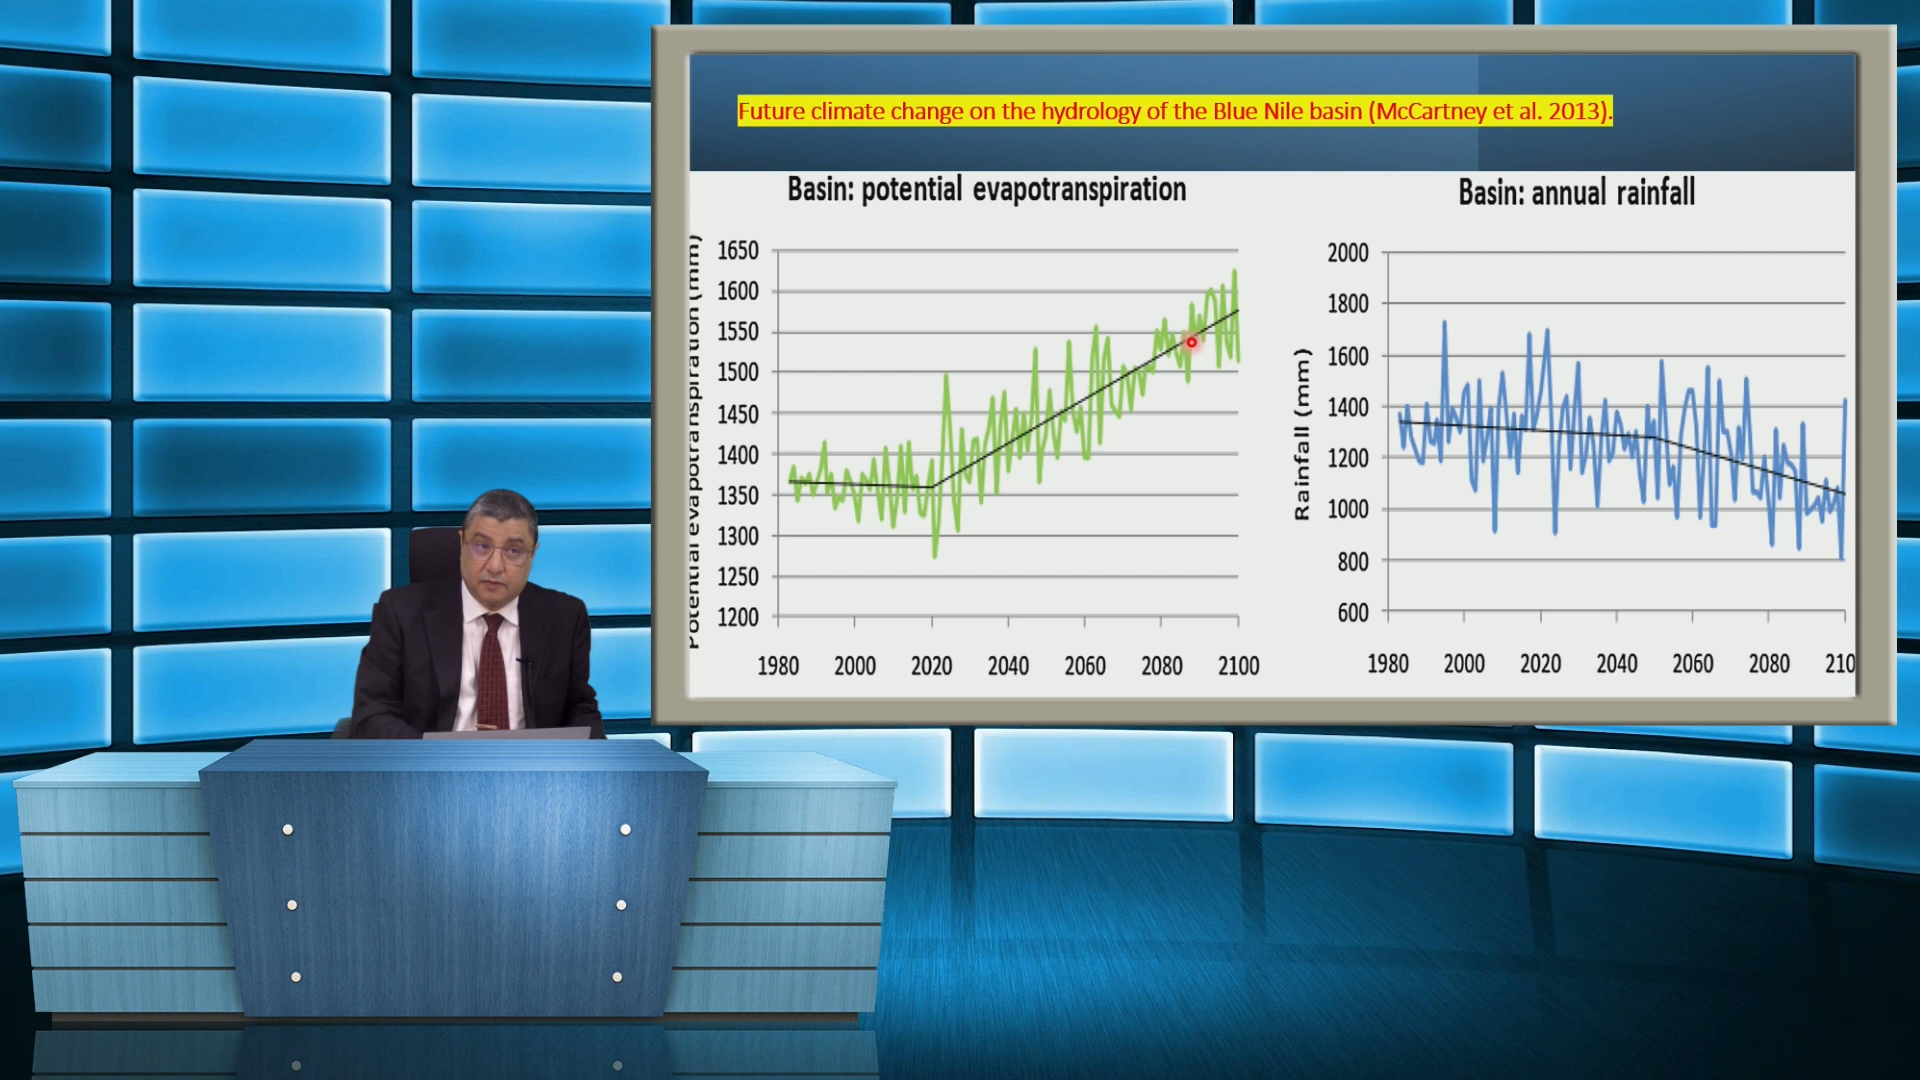 Future climate change on the hydrology of the Blue Nile basin (McCartney et al. 2013).
Basin: potential evapotranspiration
Potential evapotranspiration (mm)
1650
1600
1550
1500
1450
1400
1350
1300
1250
1200
1980 2000 2020 2040 2060 2080 2100
Basin: annual rainfall
Rainfall (mm)
2000
1800
1600
1400
1200
1000
800
600
1980 2000 2020 2040 2060 2080 210